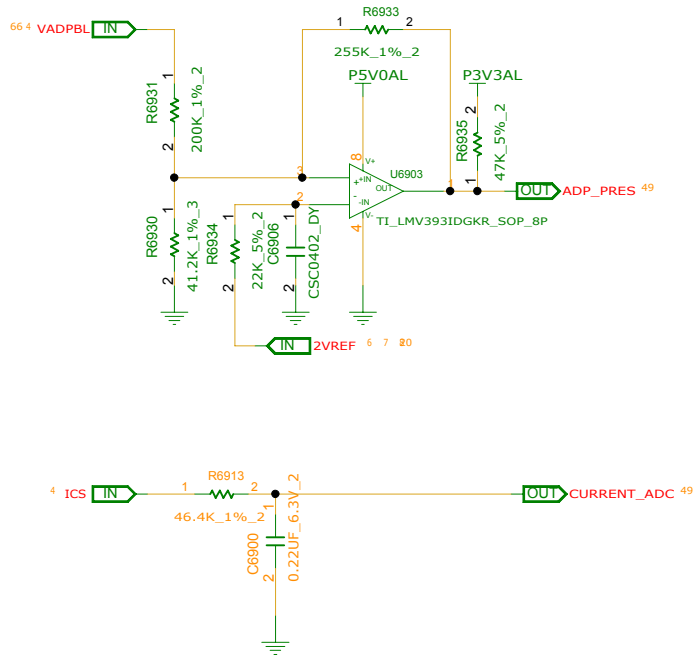 1 R6933 2
66 4 VADPBL IN
255K_1%_2
P5V0AL P3V3AL
1 R6931 200K_1%_2 2
2 R6935 47K_5%_2 1
8 V+
U6903
3 +IN
+
OUT 1
OUT ADP_PRES 49
2 -IN
-
4 V-
TI_LMV393IDGKR_SOP_8P
1 R6930 41.2K_1%_3 2
1 R6934 22K_5%_2 2
1 C6906 CSC0402_DY 2
IN 2VREF 6 7
4 ICS IN
1 R6913 2
46.4K_1%_2
OUT CURRENT_ADC 49
1 C6900 0.22UF_6.3V_2 2